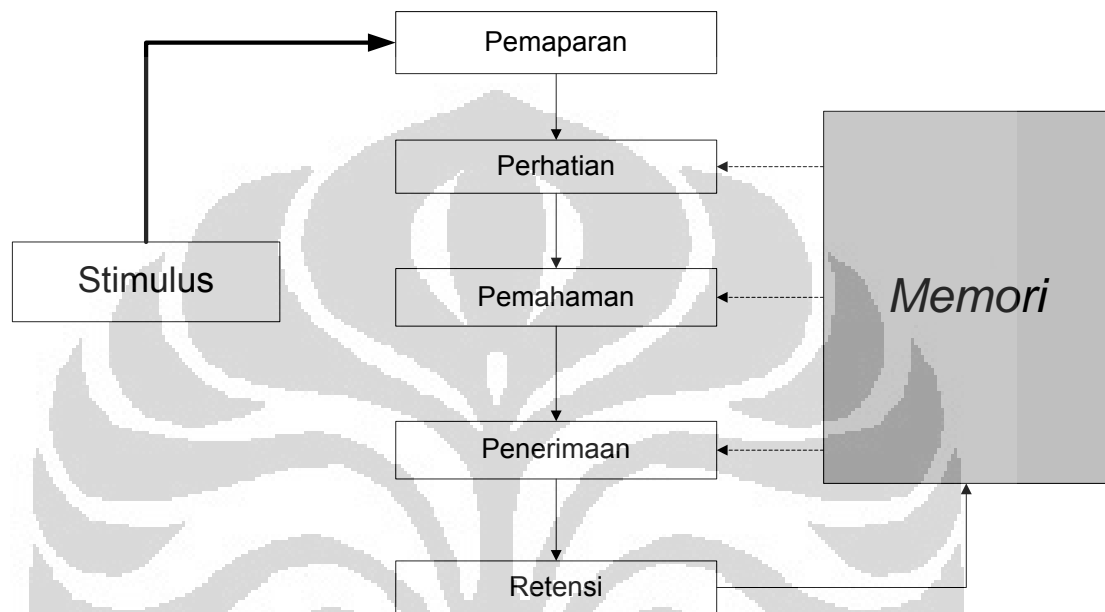 Pemaparan
Perhatian
Stimulus
Pemahaman
Memori
Penerimaan
Retensi